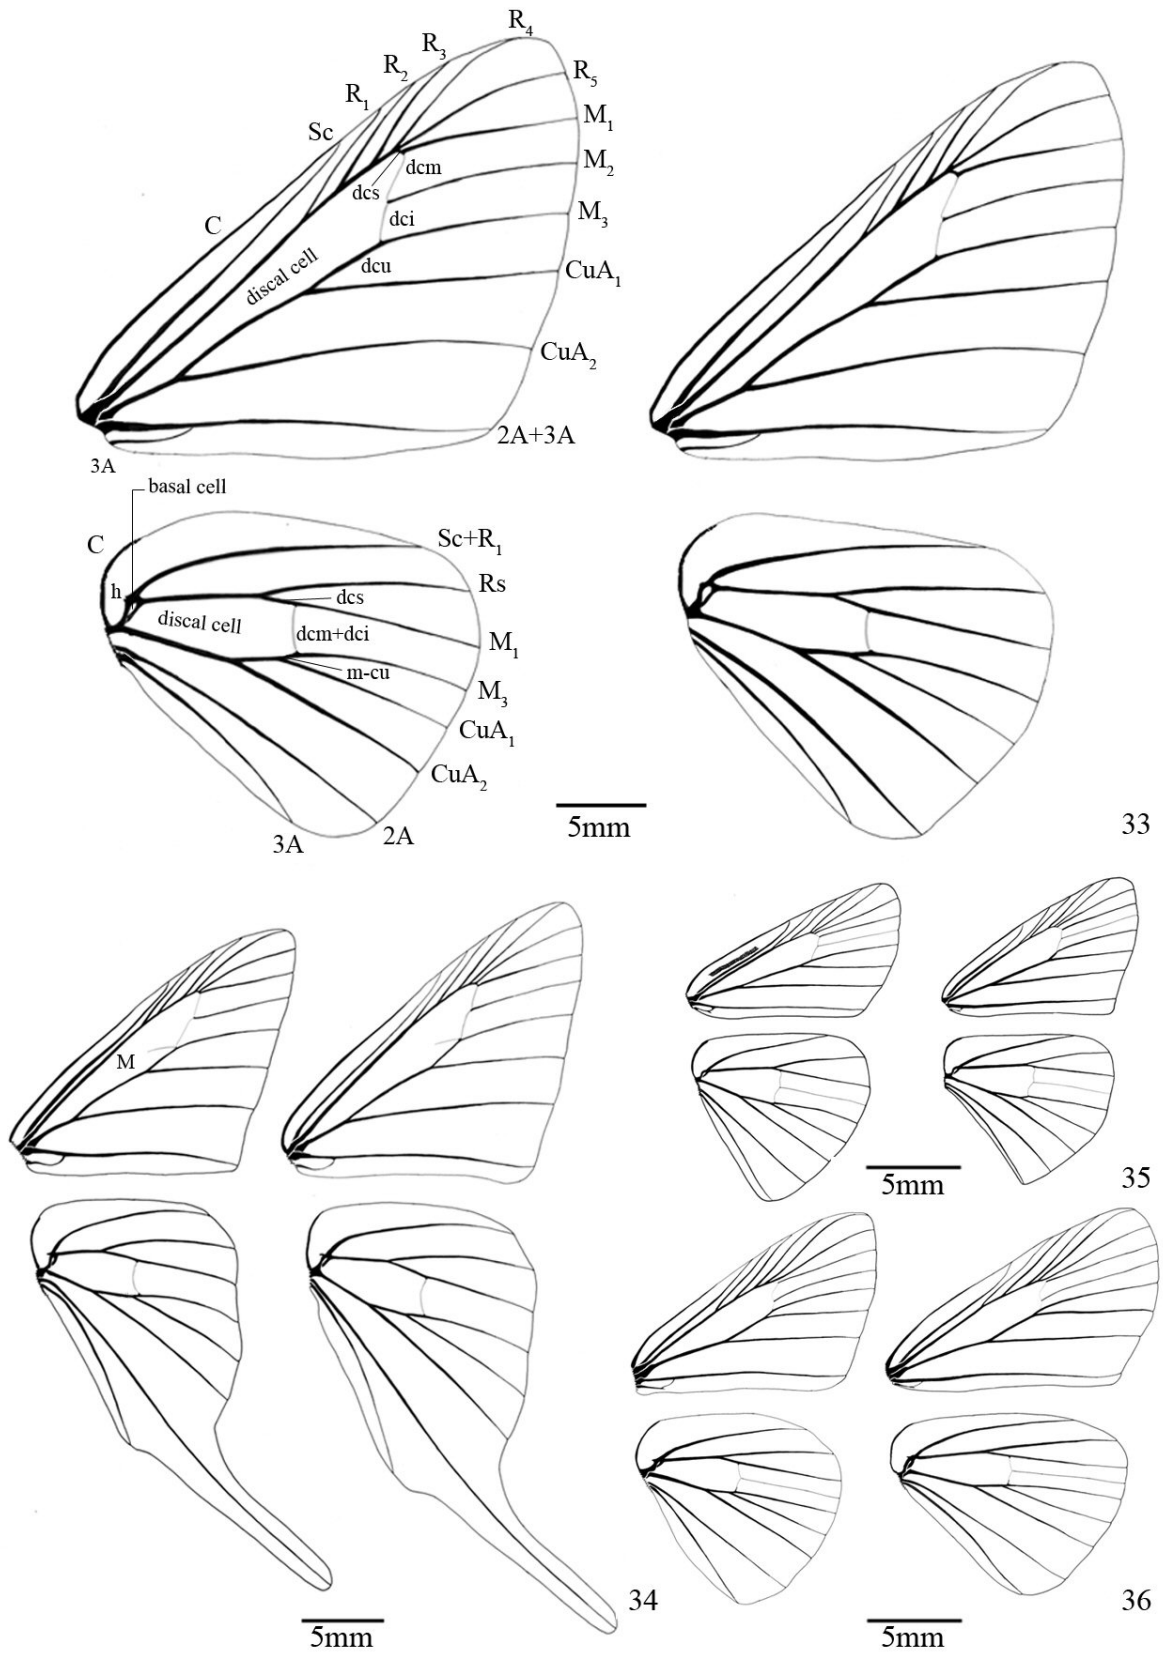 R₄
R₃
R₂
R₅
R₁
M₁
Sc
dcm
M₂
dcs
C
dci
M₃
discal cell
dcu
CuA₁
CuA₂
2A+3A
3A
basal cell
C
Sc+R₁
h
Rs
dcs
discal cell
dcm+dci
M₁
m-cu
M₃
CuA₁
CuA₂
5mm
33
2A
3A
M
5mm
35
34
5mm
5mm
36